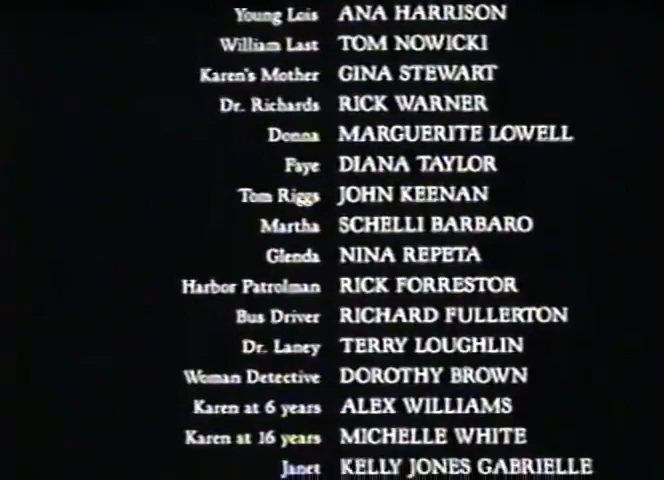 Young Lois ANA HARRISON
William Last TOM NOWICKI
Karen's Mother GINA STEWART
Dr. Richards RICK WARNER
Donna MARGUERITE LOWELL
Faye DIANA TAYLOR
Tom Riggs JOHN KEENAN
Martha SCHELLI BARBARO
Glenda NINA REPETA
Harbor Patrolman RICK FORRESTOR
Bus Driver RICHARD FULLERTON
Dr. Laney TERRY LOUGHLIN
Woman Detective DOROTHY BROWN
Karen at 6 years ALEX WILLIAMS
Karen at 16 years MICHELLE WHITE
Janet KELLY JONES GABRIELLE